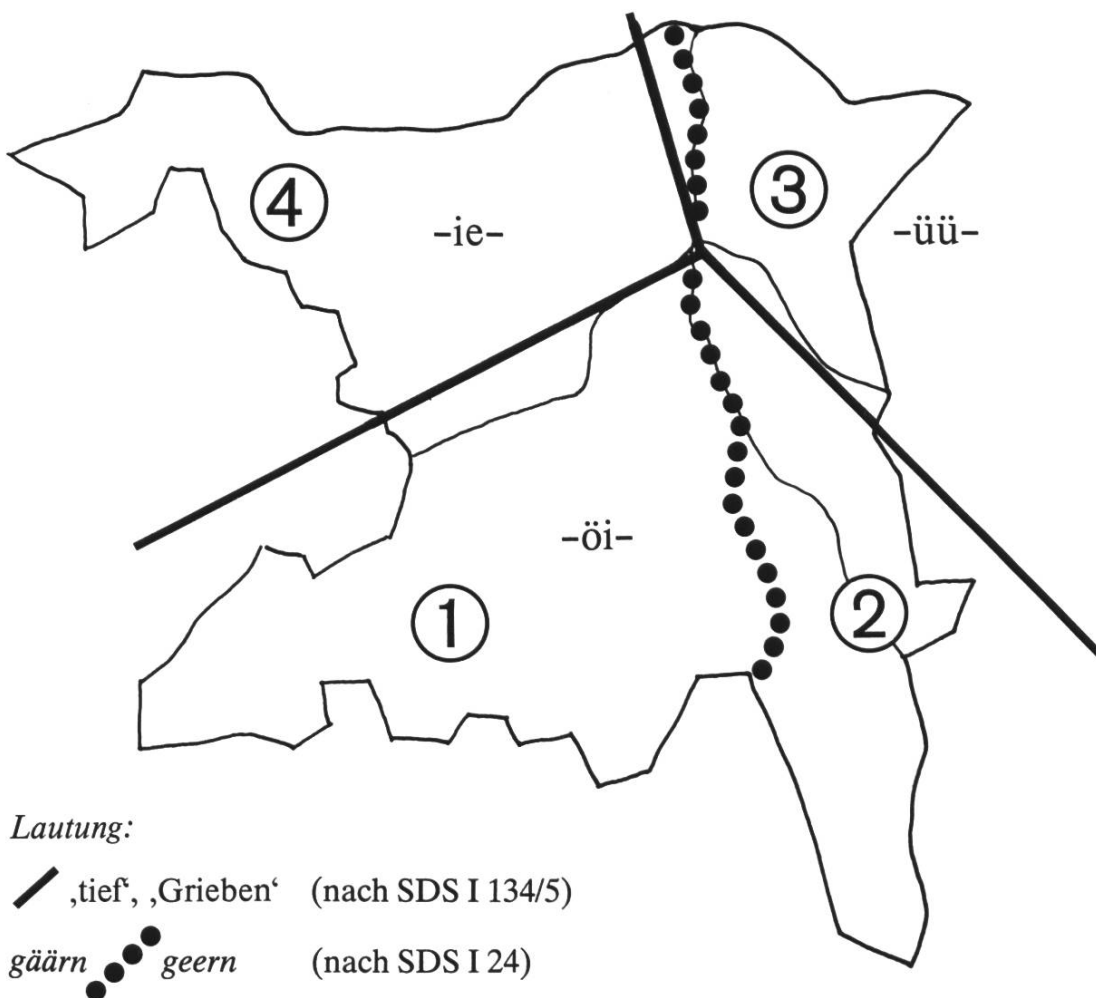 4
3
-ie-
-üü-
-öi-
1
2
Lautung:
‚tief‘, ‚Grieben‘ (nach SDS I 134/5)
gäärn geern (nach SDS I 24)